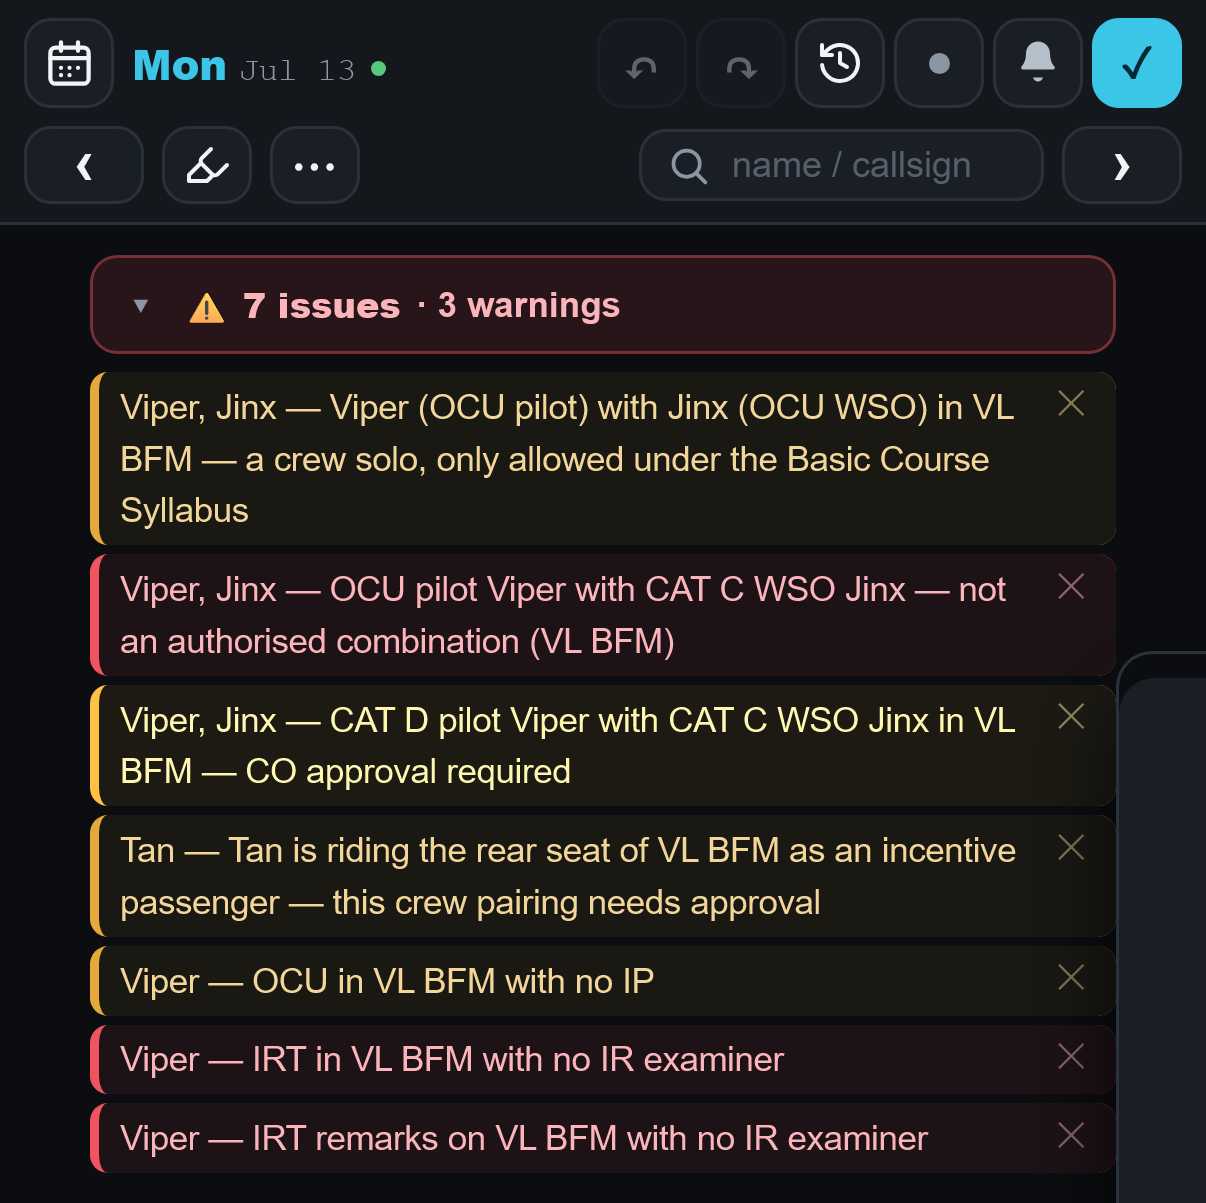 Mon Jul 13
name / callsign
7 issues · 3 warnings
Viper, Jinx — Viper (OCU pilot) with Jinx (OCU WSO) in VL
BFM — a crew solo, only allowed under the Basic Course
Syllabus
Viper, Jinx — OCU pilot Viper with CAT C WSO Jinx — not
an authorised combination (VL BFM)
Viper, Jinx — CAT D pilot Viper with CAT C WSO Jinx in VL
BFM — CO approval required
Tan — Tan is riding the rear seat of VL BFM as an incentive
passenger — this crew pairing needs approval
Viper — OCU in VL BFM with no IP
Viper — IRT in VL BFM with no IR examiner
Viper — IRT remarks on VL BFM with no IR examiner